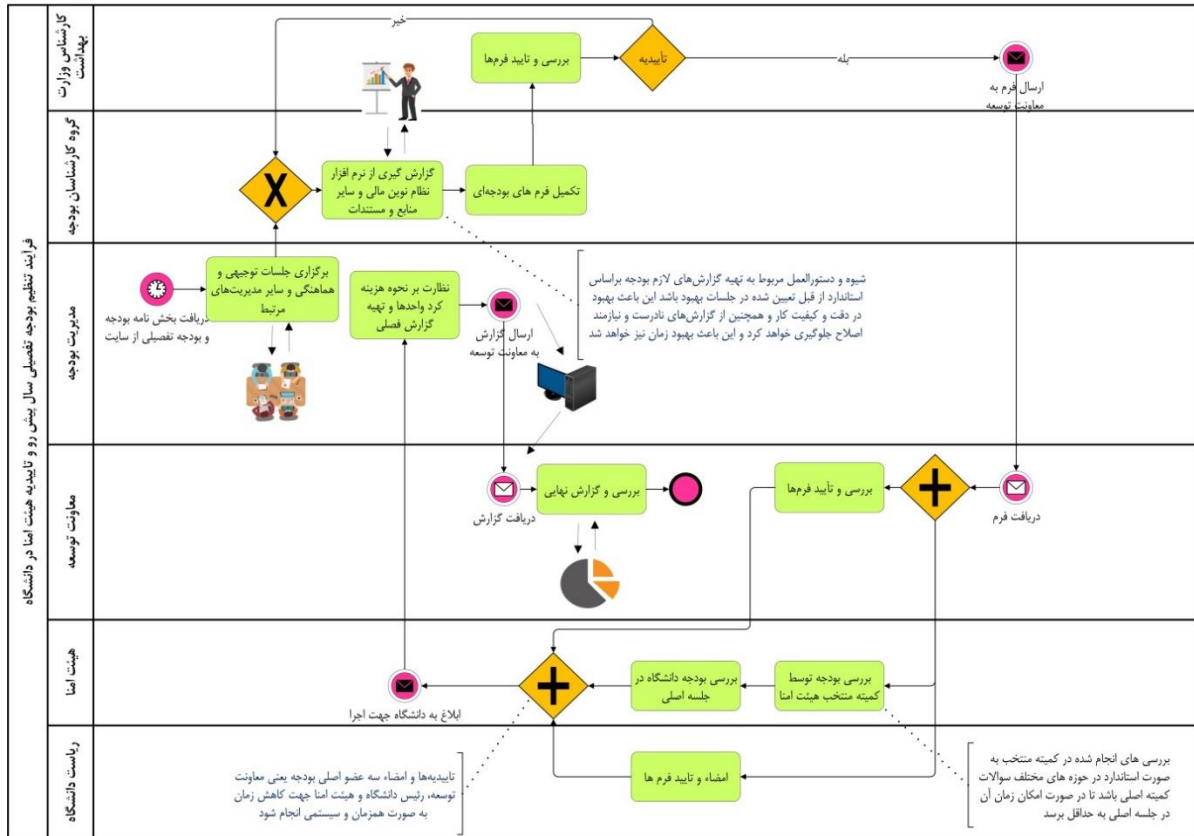 فرآیند تنظیم بودجه تفصیلی سال پیش رو و تاییدیه هیئت امنا در دانشگاه
کارشناس وزارت
بهداشت
خیر
بررسی و تایید فرم‌ها
تأییدیه
بله
ارسال فرم به
معاونت توسعه
گروه کارشناسان بودجه
X
گزارش گیری از نرم افزار
نظام نوین مالی و سایر
منابع و مستندات
تکمیل فرم های بودجه‌ای
مدیریت بودجه
دریافت بخش نامه بودجه
و بودجه تفصیلی از سایت
برگزاری جلسات توجیهی و
هماهنگی و سایر مدیریت‌های
مرتبط
نظارت بر نحوه هزینه
کرد واحدها و تهیه
گزارش فصلی
ارسال گزارش
به معاونت توسعه
شیوه و دستورالعمل مربوط به تهیه گزارش‌های لازم بودجه براساس
استاندارد از قبل تعیین شده در جلسات بهبود باشد این باعث بهبود
در دقت و کیفیت کار و همچنین از گزارش‌های نادرست و نیازمند
اصلاح جلوگیری خواهد کرد و این باعث بهبود زمان نیز خواهد شد
معاونت توسعه
دریافت گزارش
بررسی و گزارش نهایی
بررسی و تأیید فرم‌ها
دریافت فرم
هیئت امنا
ابلاغ به دانشگاه جهت اجرا
بررسی بودجه دانشگاه در
جلسه اصلی
بررسی بودجه توسط
کمیته منتخب هیئت امنا
ریاست دانشگاه
امضاء و تایید فرم ها
تاییدیه‌ها و امضاء سه عضو اصلی بودجه یعنی معاونت
توسعه، رئیس دانشگاه و هیئت امنا جهت کاهش زمان
به صورت همزمان و سیستمی انجام شود
بررسی های انجام شده در کمیته منتخب به
صورت استاندارد در حوزه های مختلف سوالات
کمیته اصلی باشد تا در صورت امکان زمان آن
در جلسه اصلی به حداقل برسد